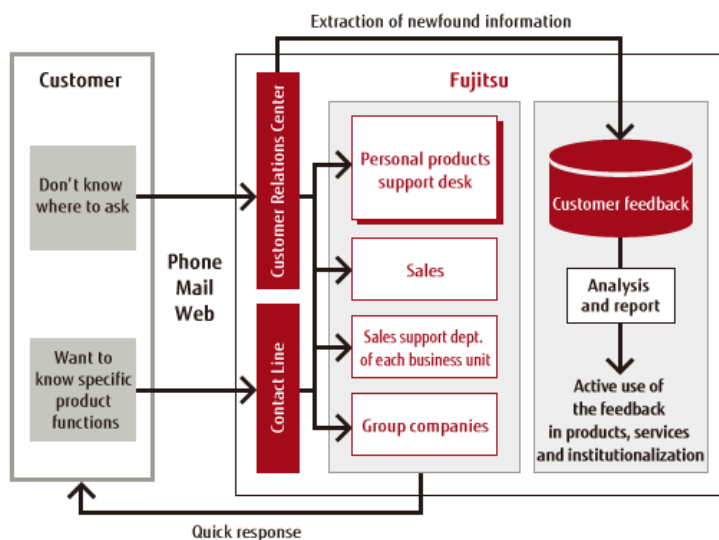 Extraction of newfound information
Customer
Don't know
where to ask
Want to
know specific
product
functions
Phone
Mail
Web
Customer Relations Center
Contact Line
Fujitsu
Personal products
support desk
Sales
Sales support dept.
of each business unit
Group companies
Customer feedback
Analysis
and report
Active use of
the feedback
in products, services
and institutionalization
Quick response